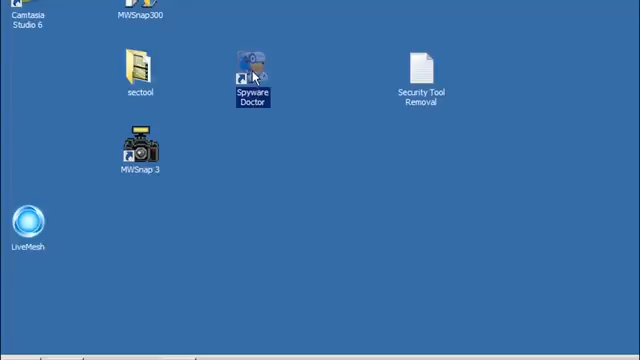 Camtasia
Studio 6
MWSnap300
sectool
Spyware
Doctor
Security Tool
Removal
MWSnap 3
LiveMesh